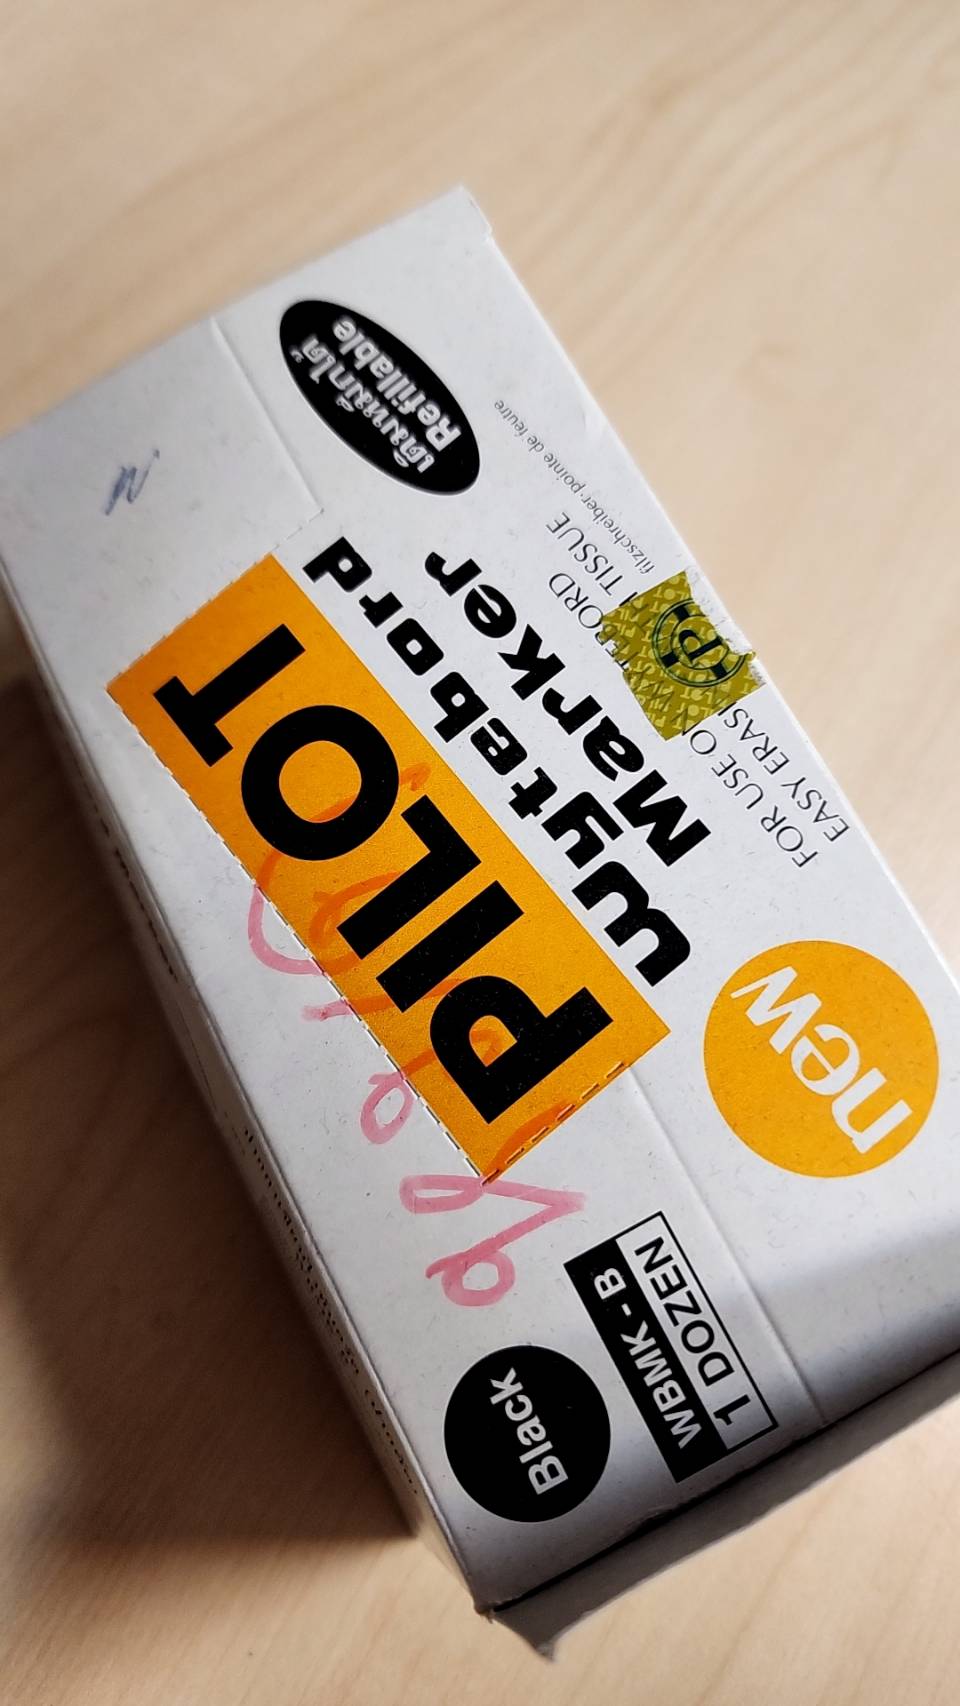 PILOT
Wytebord
Marker
เติมหมึกได้
Refillable
FOR USE ON
EASY ERAS
TISSUE
filzschreiber·pointe de feutre
new
Black
WBMK-B
1 DOZEN